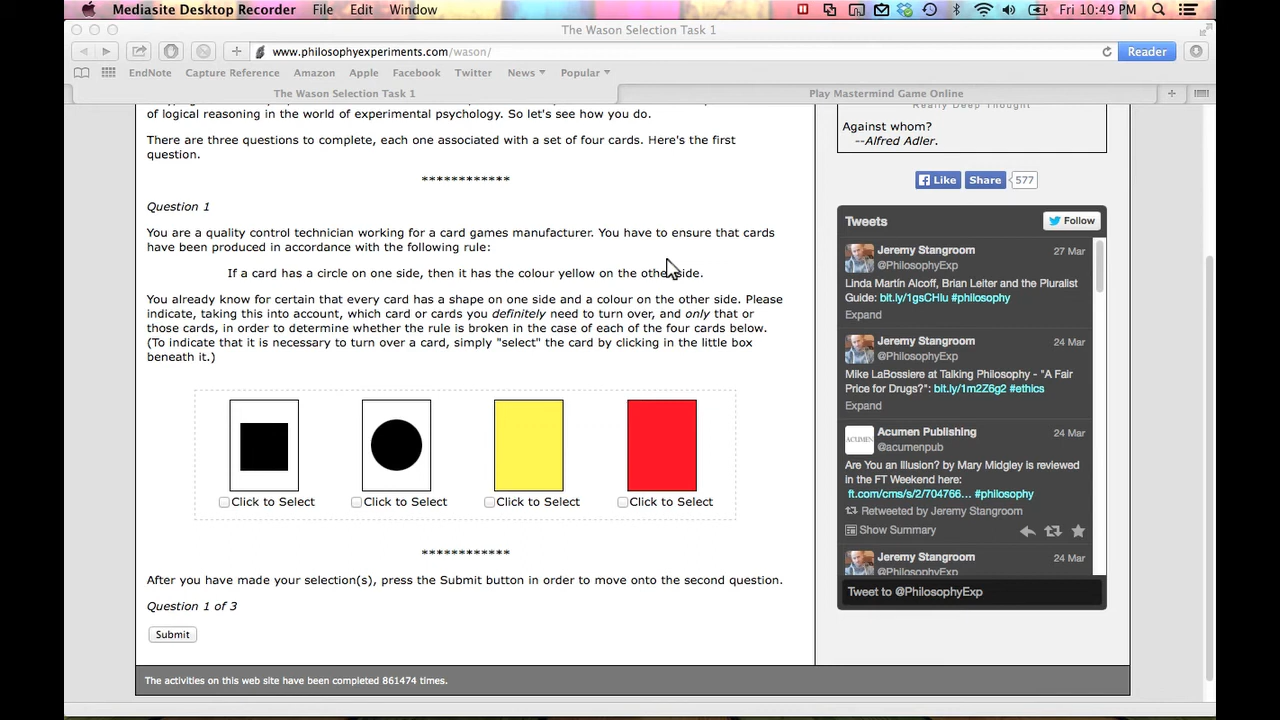 Mediasite Desktop Recorder File Edit Window Fri 10:49 PM
The Wason Selection Task 1
www.philosophyexperiments.com/wason/ Reader
EndNote Capture Reference Amazon Apple Facebook Twitter News Popular
The Wason Selection Task 1 Play Mastermind Game Online
of logical reasoning in the world of experimental psychology. So let's see how you do.
There are three questions to complete, each one associated with a set of four cards. Here's the first
question.
************
Question 1
You are a quality control technician working for a card games manufacturer. You have to ensure that cards
have been produced in accordance with the following rule:
If a card has a circle on one side, then it has the colour yellow on the other side.
You already know for certain that every card has a shape on one side and a colour on the other side. Please
indicate, taking this into account, which card or cards you definitely need to turn over, and only that or
those cards, in order to determine whether the rule is broken in the case of each of the four cards below.
(To indicate that it is necessary to turn over a card, simply "select" the card by clicking in the little box
beneath it.)
Click to Select Click to Select Click to Select Click to Select
************
After you have made your selection(s), press the Submit button in order to move onto the second question.
Question 1 of 3
Submit
Really Deep Thought
Against whom?
--Alfred Adler.
Like Share 577
Tweets Follow
Jeremy Stangroom 27 Mar
@PhilosophyExp
Linda Martín Alcoff, Brian Leiter and the Pluralist
Guide: bit.ly/1gsCHlu #philosophy
Expand
Jeremy Stangroom 24 Mar
@PhilosophyExp
Mike LaBossiere at Talking Philosophy - "A Fair
Price for Drugs?": bit.ly/1m2Z6g2 #ethics
Expand
ACUMEN
Acumen Publishing 24 Mar
@acumenpub
Are You an Illusion? by Mary Midgley is reviewed
in the FT Weekend here:
ft.com/cms/s/2/704766... #philosophy
Retweeted by Jeremy Stangroom
Show Summary
Jeremy Stangroom 24 Mar
@PhilosophyExp
Tweet to @PhilosophyExp
The activities on this web site have been completed 861474 times.